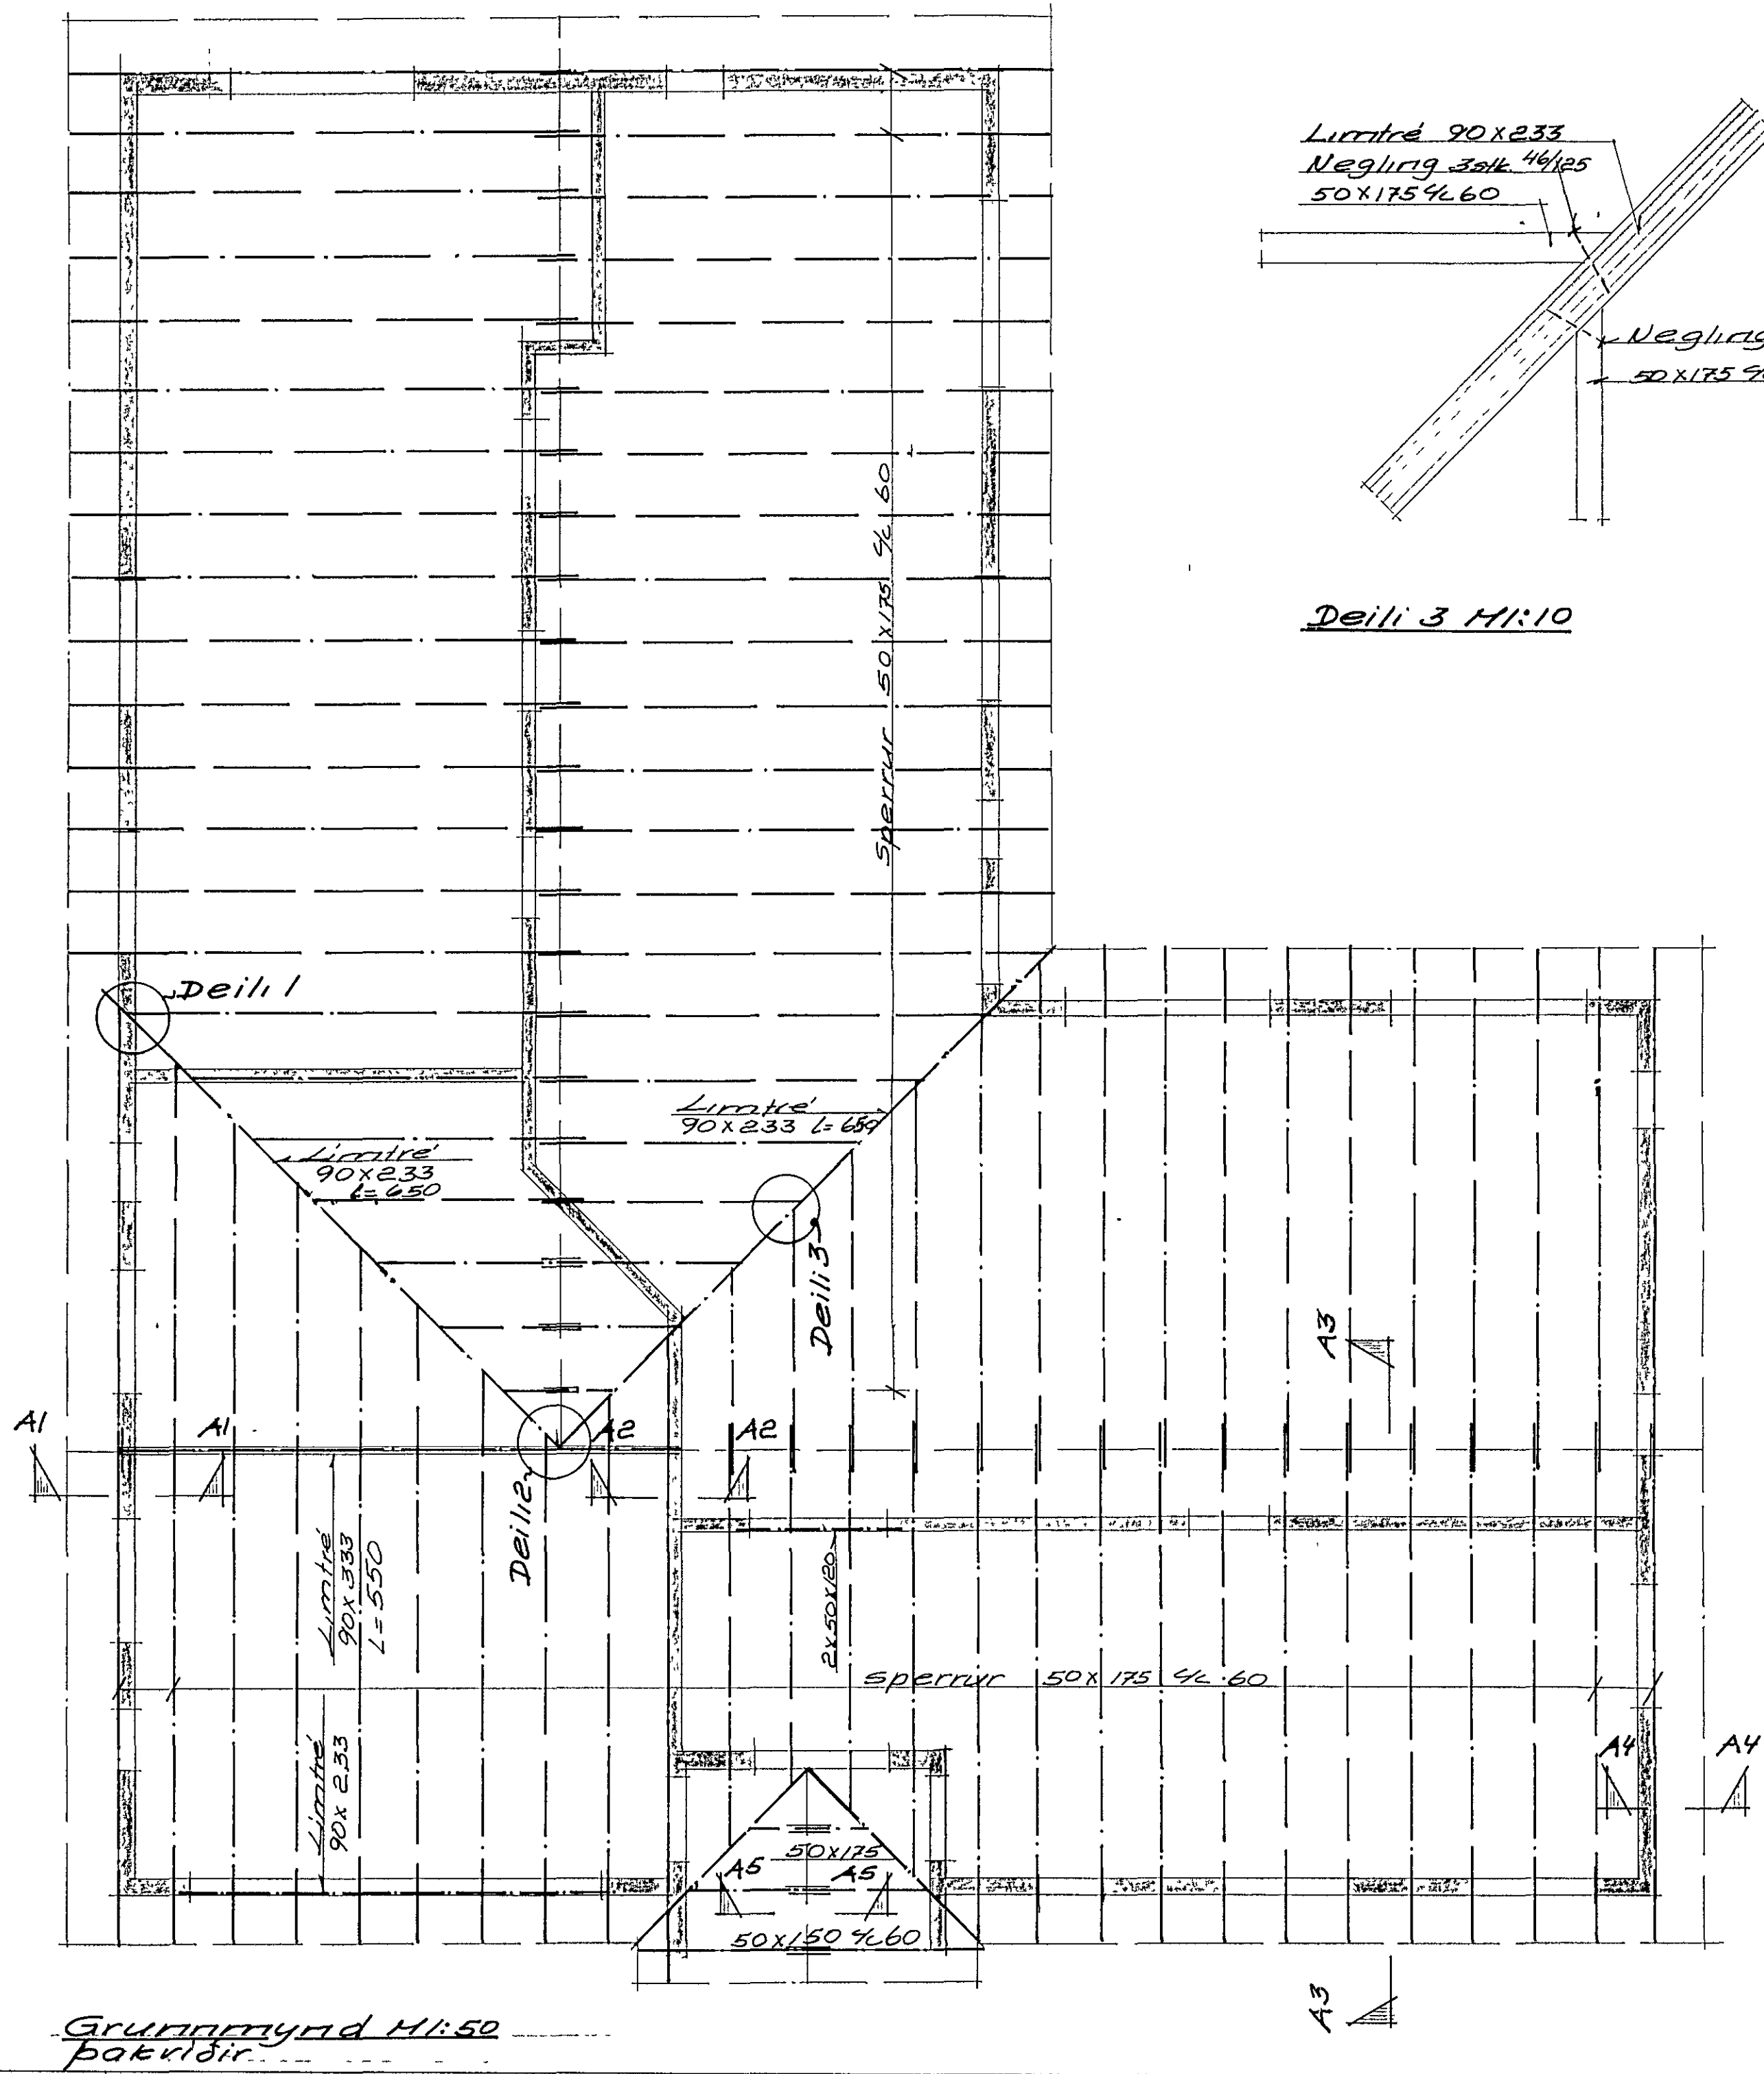 Límtré 90x233
Negling 3stk 46/125
50x175 c/c 60
Negling
50x175 c/c
Deili 3 M1:10
sperrur 50x175 c/c 60
Deili 1
Límtré
90x233 L=650
Límtré
90x233
L=650
Deili 3
A3
A1
A1
A2
A2
Deili 2
Límtré
90x333
L=550
2x50x120
sperrur 50x175 c/c 60
Límtré
90x233
A4
A4
50x175
A5
A5
50x150 c/c 60
A3
Grunnmynd M1:50
þakviðir